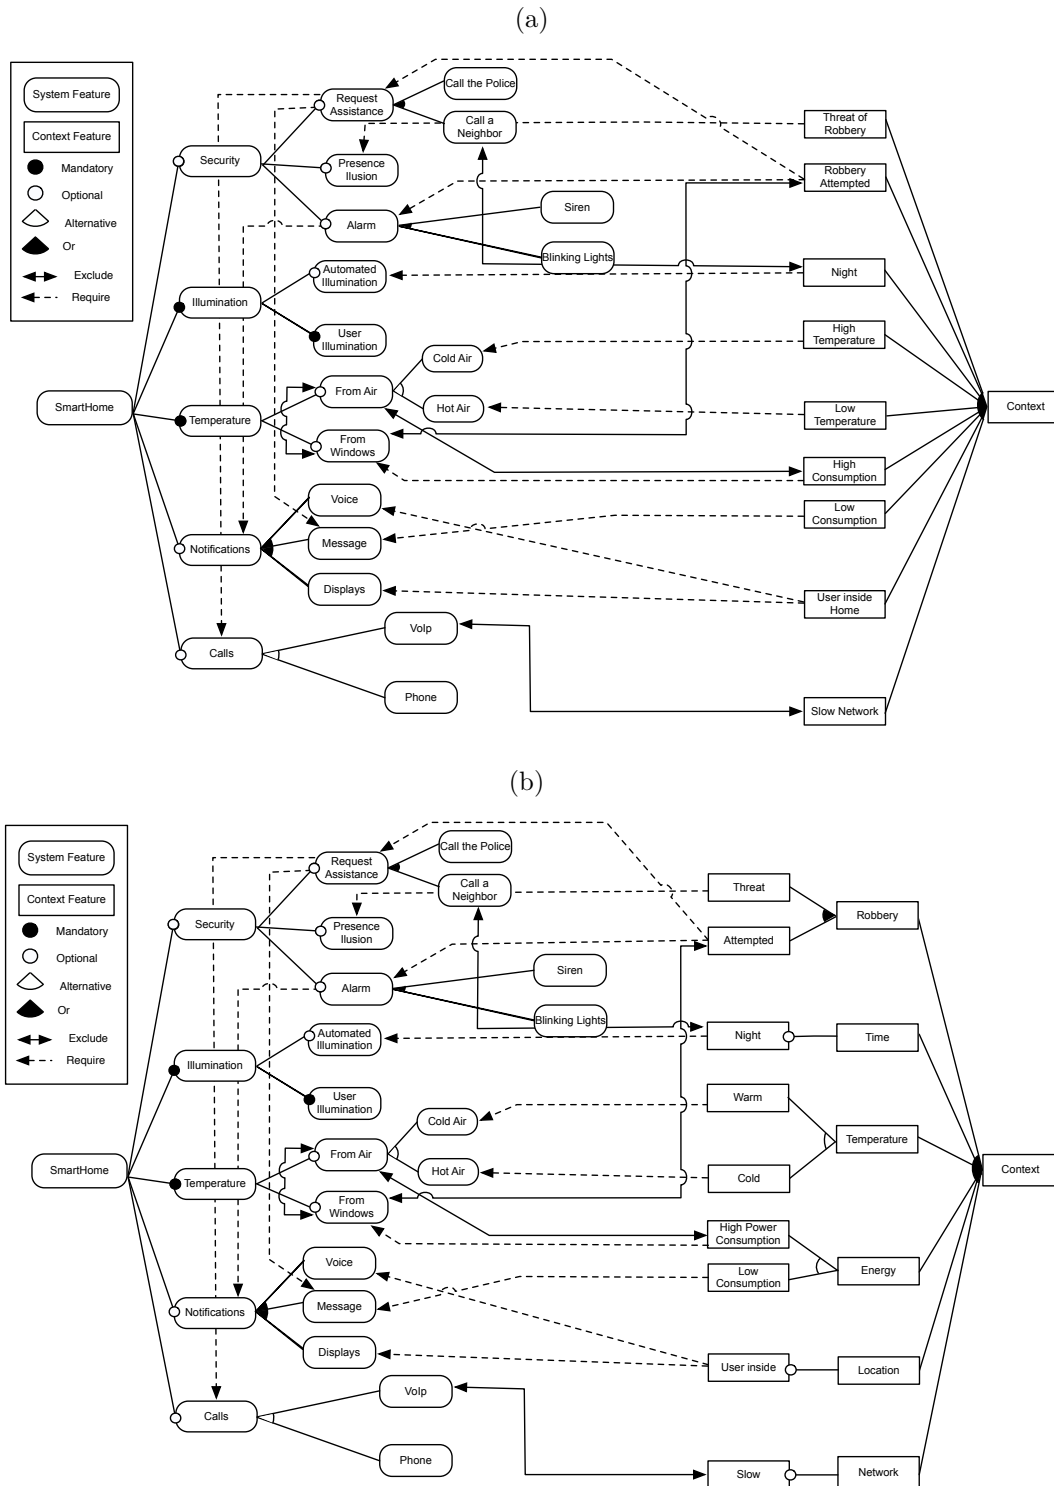 (a)
System Feature
Context Feature
Mandatory
Optional
Alternative
Or
Exclude
Require
SmartHome
Security
Illumination
Temperature
Notifications
Calls
Request
Assistance
Presence
Ilusion
Alarm
Automated
Illumination
User
Illumination
From Air
From
Windows
Voice
Message
Displays
Call the Police
Call a
Neighbor
Siren
Blinking Lights
Cold Air
Hot Air
VoIp
Phone
Threat of
Robbery
Robbery
Attempted
Night
High
Temperature
Low
Temperature
High
Consumption
Low
Consumption
User inside
Home
Slow Network
Context
(b)
System Feature
Context Feature
Mandatory
Optional
Alternative
Or
Exclude
Require
SmartHome
Security
Illumination
Temperature
Notifications
Calls
Request
Assistance
Presence
Ilusion
Alarm
Automated
Illumination
User
Illumination
From Air
From
Windows
Voice
Message
Displays
Call the Police
Call a
Neighbor
Siren
Blinking Lights
Cold Air
Hot Air
VoIp
Phone
Threat
Attempted
Night
Warm
Cold
High Power
Consumption
Low
Consumption
User inside
Slow
Robbery
Time
Temperature
Energy
Location
Network
Context